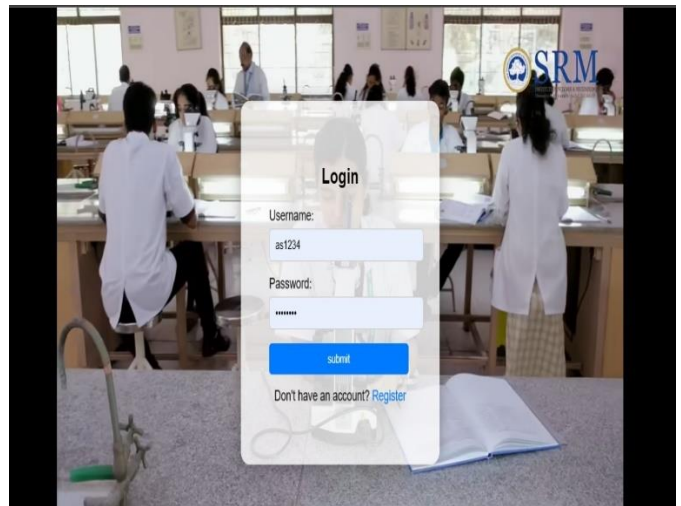 SRM
Login
Username:
as1234
Password:
••••••••
submit
Don't have an account? Register